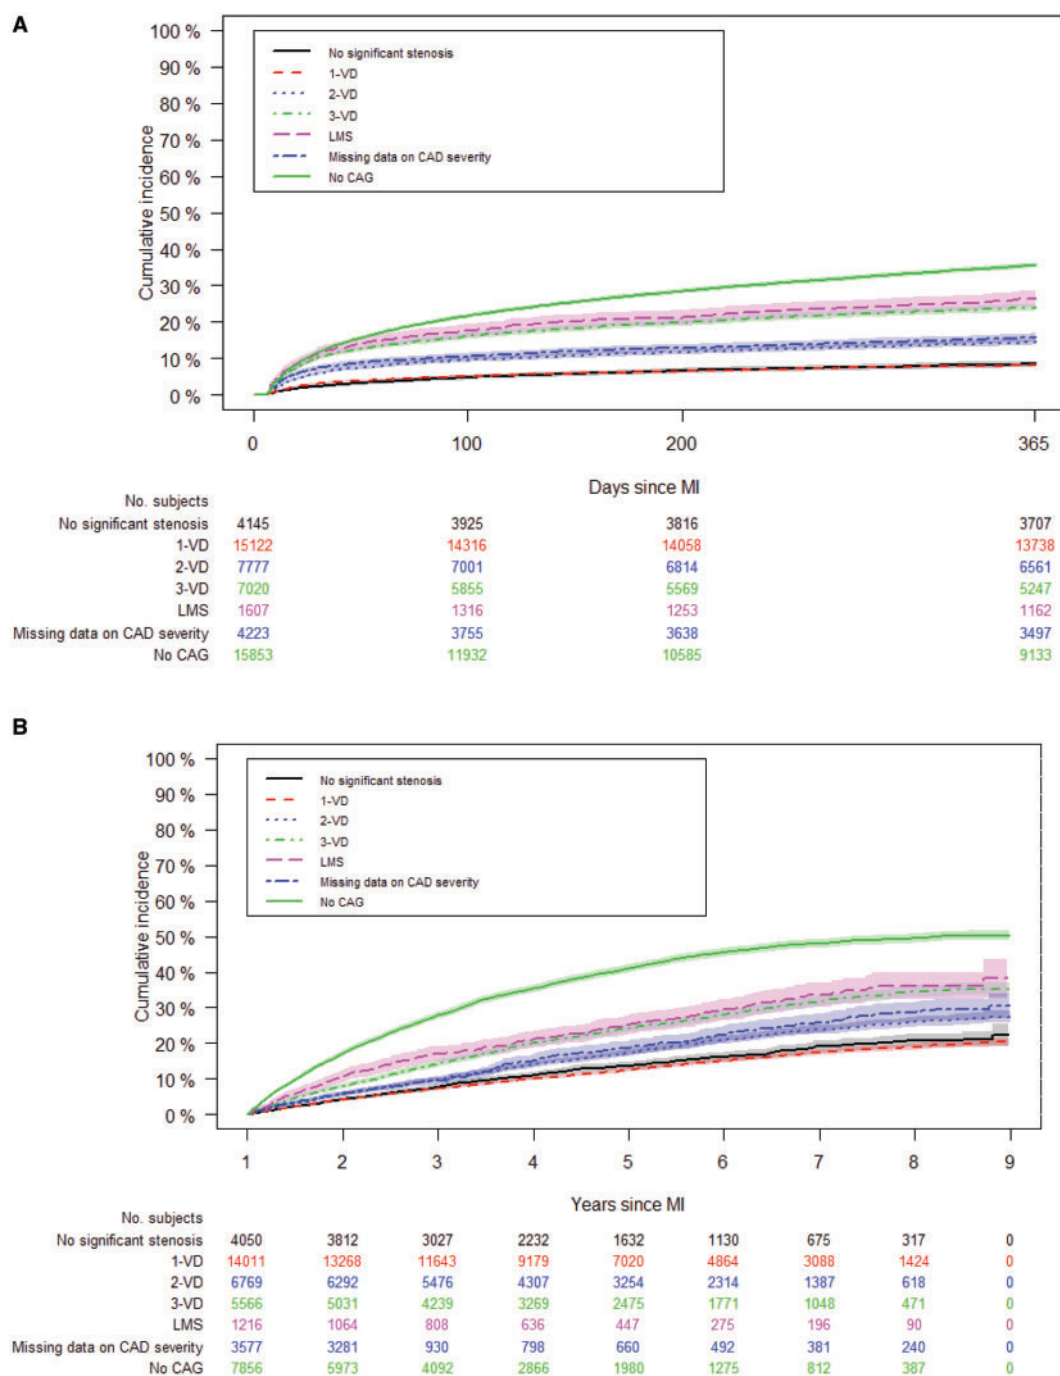 A
100 %
90 %
80 %
70 %
60 %
50 %
40 %
30 %
20 %
10 %
0 %
Cumulative incidence
No significant stenosis
1-VD
2-VD
3-VD
LMS
Missing data on CAD severity
No CAG
0 100 200 365
Days since MI
No. subjects
No significant stenosis 4145 3925 3816 3707
1-VD 15122 14316 14058 13738
2-VD 7777 7001 6814 6561
3-VD 7020 5855 5569 5247
LMS 1607 1316 1253 1162
Missing data on CAD severity 4223 3755 3638 3497
No CAG 15853 11932 10585 9133
B
100 %
90 %
80 %
70 %
60 %
50 %
40 %
30 %
20 %
10 %
0 %
Cumulative incidence
No significant stenosis
1-VD
2-VD
3-VD
LMS
Missing data on CAD severity
No CAG
1 2 3 4 5 6 7 8 9
Years since MI
No. subjects
No significant stenosis 4050 3812 3027 2232 1632 1130 675 317 0
1-VD 14011 13268 11643 9179 7020 4864 3088 1424 0
2-VD 6769 6292 5476 4307 3254 2314 1387 618 0
3-VD 5566 5031 4239 3269 2475 1771 1048 471 0
LMS 1216 1064 808 636 447 275 196 90 0
Missing data on CAD severity 3577 3281 930 798 660 492 381 240 0
No CAG 7856 5973 4092 2866 1980 1275 812 387 0